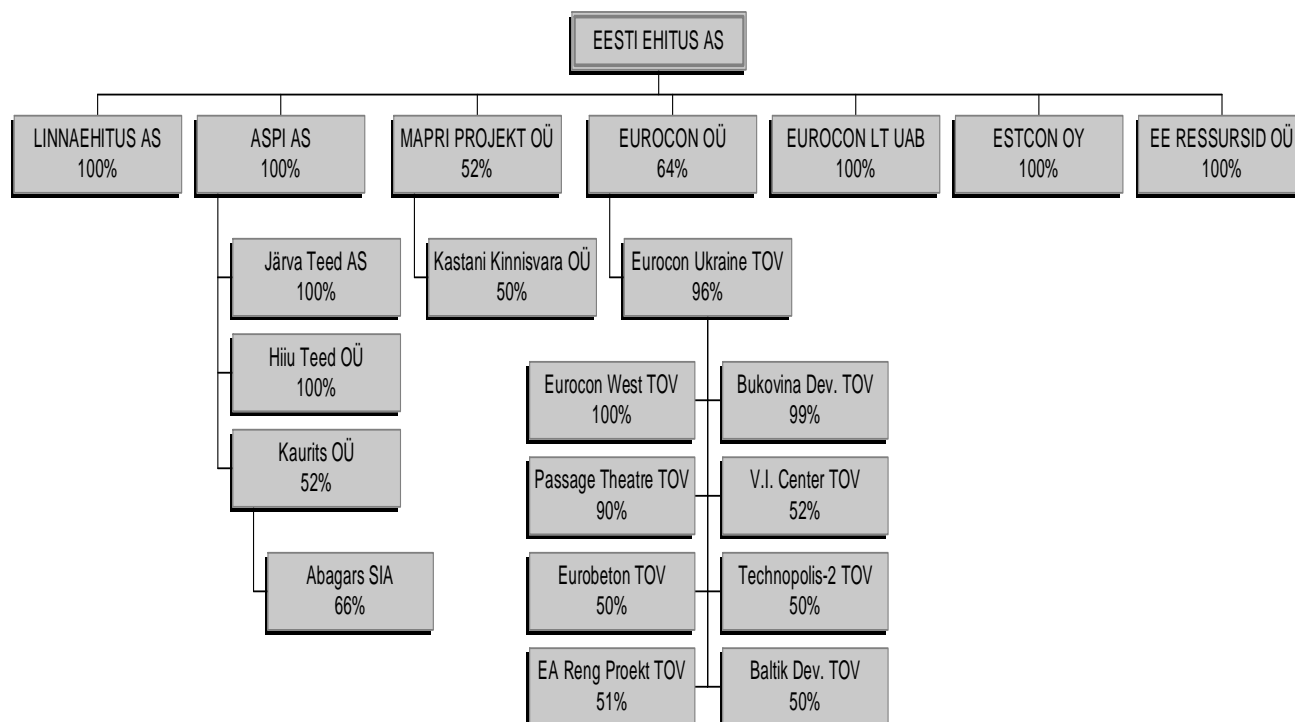 EESTI EHITUS AS
LINNAEHITUS AS
100%
ASPI AS
100%
MAPRI PROJEKT OÜ
52%
EUROCON OÜ
64%
EUROCON LT UAB
100%
ESTCON OY
100%
EE RESSURSID OÜ
100%
Järva Teed AS
100%
Kastani Kinnisvara OÜ
50%
Eurocon Ukraine TOV
96%
Hiiu Teed OÜ
100%
Eurocon West TOV
100%
Bukovina Dev. TOV
99%
Kaurits OÜ
52%
Passage Theatre TOV
90%
V.I. Center TOV
52%
Abagars SIA
66%
Eurobeton TOV
50%
Technopolis-2 TOV
50%
EA Reng Proekt TOV
51%
Baltik Dev. TOV
50%